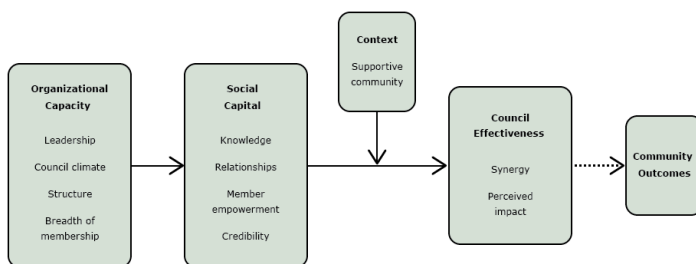 Organizational
Capacity
Leadership
Council climate
Structure
Breadth of
membership
Social
Capital
Knowledge
Relationships
Member
empowerment
Credibility
Context
Supportive
community
Council
Effectiveness
Synergy
Perceived
impact
Community
Outcomes